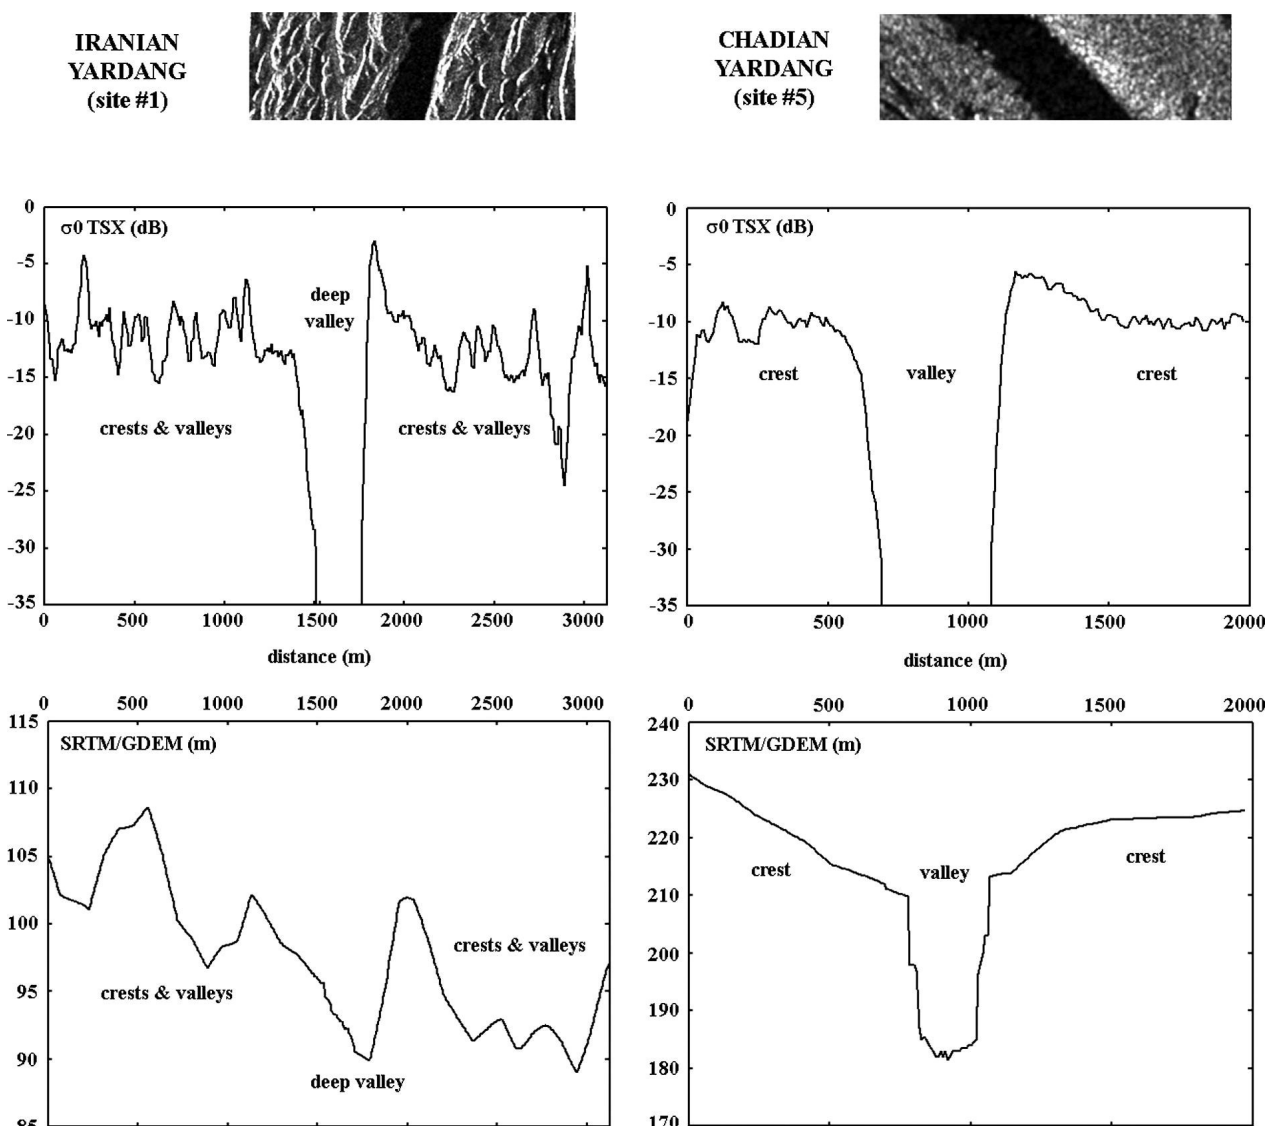 IRANIAN
YARDANG
(site #1)
CHADIAN
YARDANG
(site #5)
0
-5
-10
-15
-20
-25
-30
-35
σ0 TSX (dB)
deep
valley
crests & valleys
crests & valleys
0 500 1000 1500 2000 2500 3000
distance (m)
0
-5
-10
-15
-20
-25
-30
-35
σ0 TSX (dB)
crest
valley
crest
0 500 1000 1500 2000
distance (m)
0 500 1000 1500 2000 2500 3000
115
110
105
100
95
90
85
SRTM/GDEM (m)
crests & valleys
crests & valleys
deep valley
0 500 1000 1500 2000
240
230
220
210
200
190
180
170
SRTM/GDEM (m)
crest
valley
crest